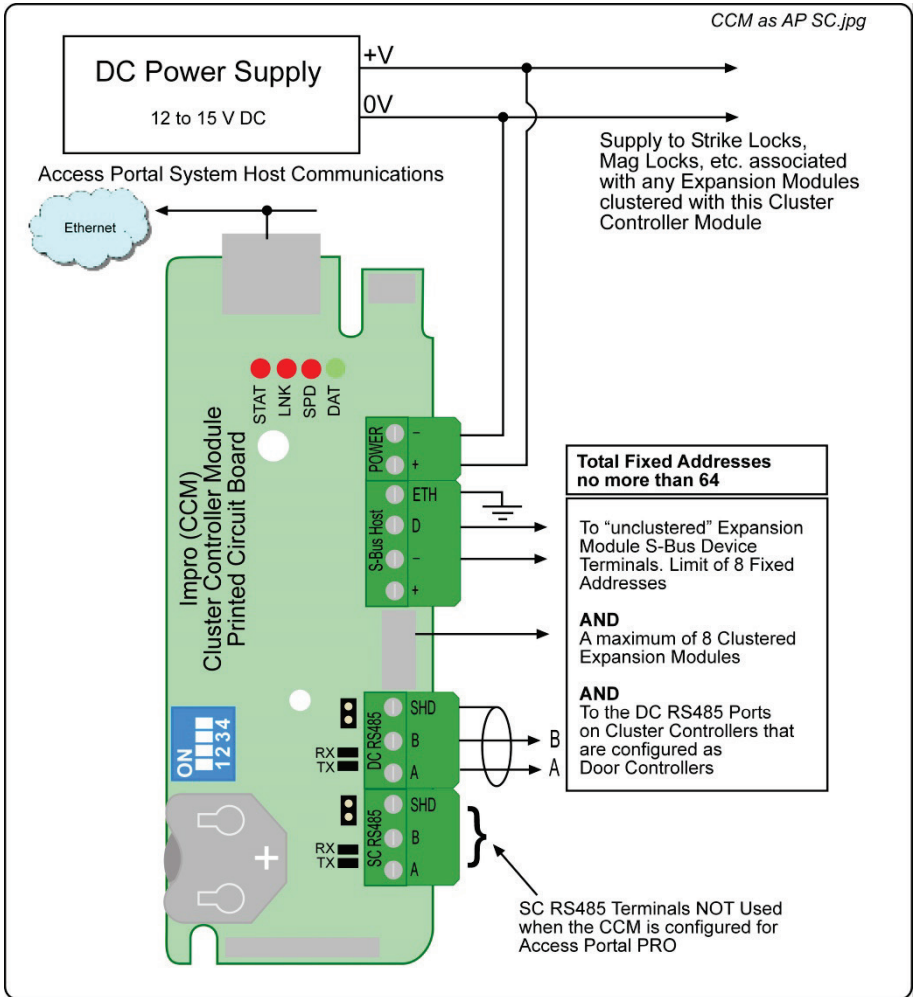 CCM as AP SC.jpg
DC Power Supply
12 to 15 V DC
+V
0V
Supply to Strike Locks,
Mag Locks, etc. associated
with any Expansion Modules
clustered with this Cluster
Controller Module
Access Portal System Host Communications
Ethernet
STAT
LNK
SPD
DAT
Impro (CCM)
Cluster Controller Module
Printed Circuit Board
POWER
−
+
S-Bus Host
ETH
D
−
+
Total Fixed Addresses
no more than 64
To “unclustered” Expansion
Module S-Bus Device
Terminals. Limit of 8 Fixed
Addresses
AND
A maximum of 8 Clustered
Expansion Modules
AND
To the DC RS485 Ports
on Cluster Controllers that
are configured as
Door Controllers
ON
1 2 3 4
RX
TX
DC RS485
SHD
B
A
B
A
RX
TX
SC RS485
SHD
B
A
+
SC RS485 Terminals NOT Used
when the CCM is configured for
Access Portal PRO